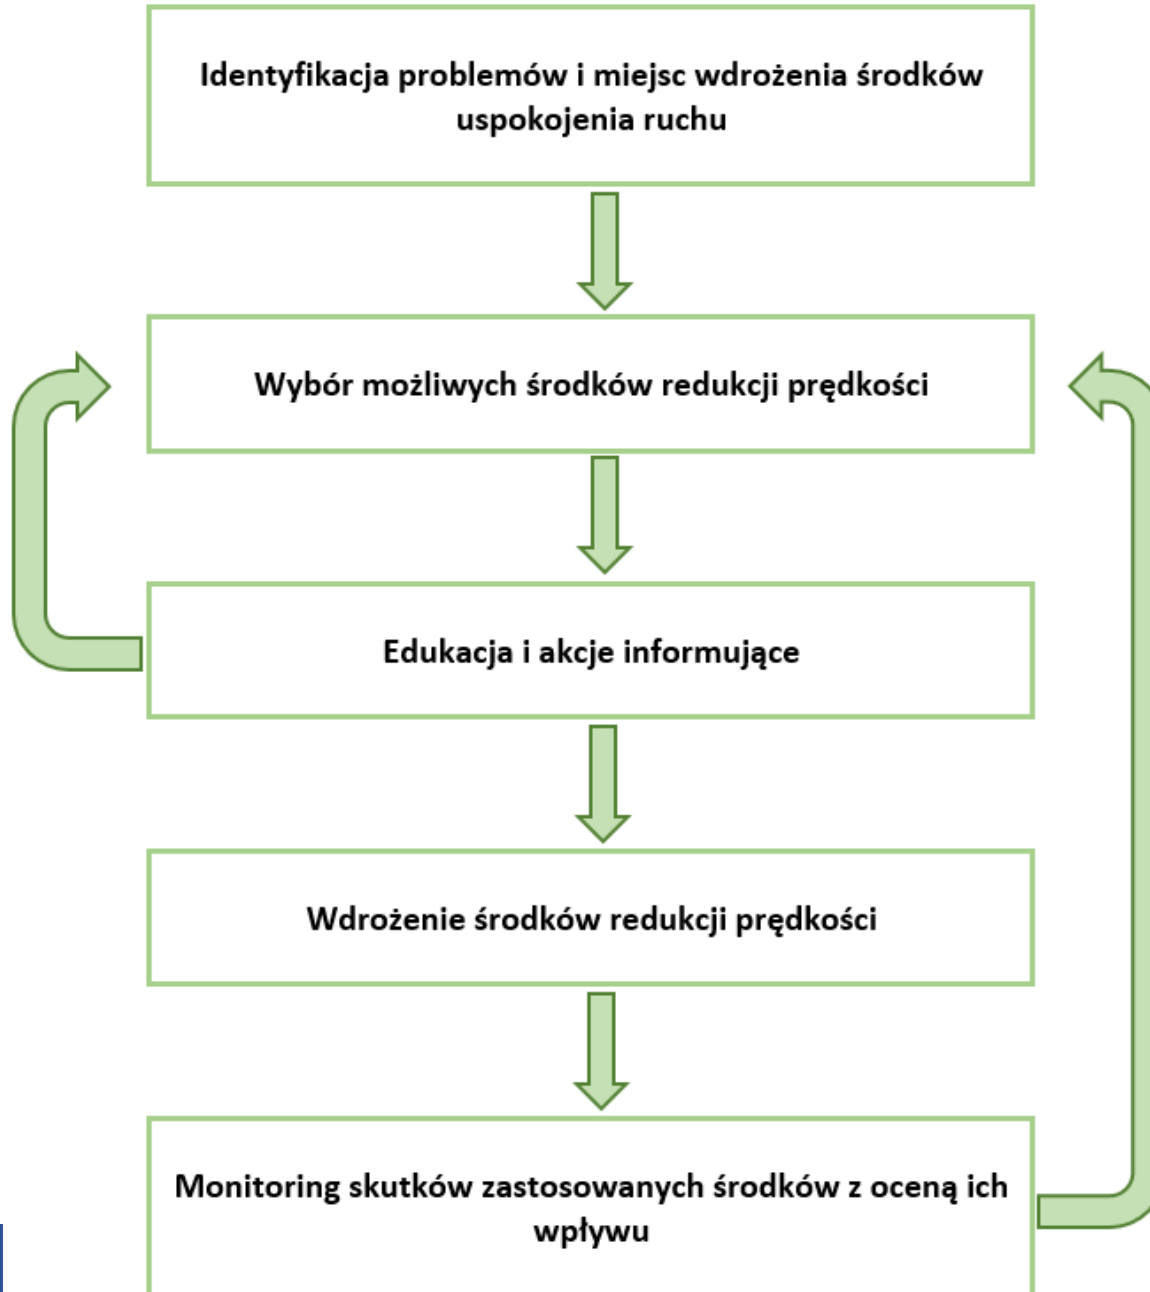 Identyfikacja problemów i miejsc wdrożenia środków
uspokojenia ruchu
Wybór możliwych środków redukcji prędkości
Edukacja i akcje informujące
Wdrożenie środków redukcji prędkości
Monitoring skutków zastosowanych środków z oceną ich
wpływu